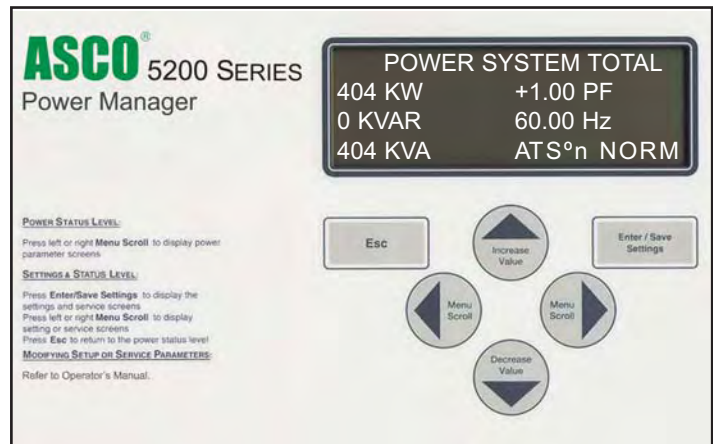 ASCO® 5200 SERIES
Power Manager
POWER SYSTEM TOTAL
404 KW +1.00 PF
0 KVAR 60.00 Hz
404 KVA ATSºn NORM
POWER STATUS LEVEL:
Press left or right Menu Scroll to display power
parameter screens
SETTINGS & STATUS LEVEL:
Press Enter/Save Settings to display the
settings and service screens
Press left or right Menu Scroll to display
setting or service screens
Press Esc to return to the power status level
MODIFYING SETUP OR SERVICE PARAMETERS:
Refer to Operator's Manual.
Esc
Increase
Value
Enter / Save
Settings
Menu
Scroll
Menu
Scroll
Decrease
Value